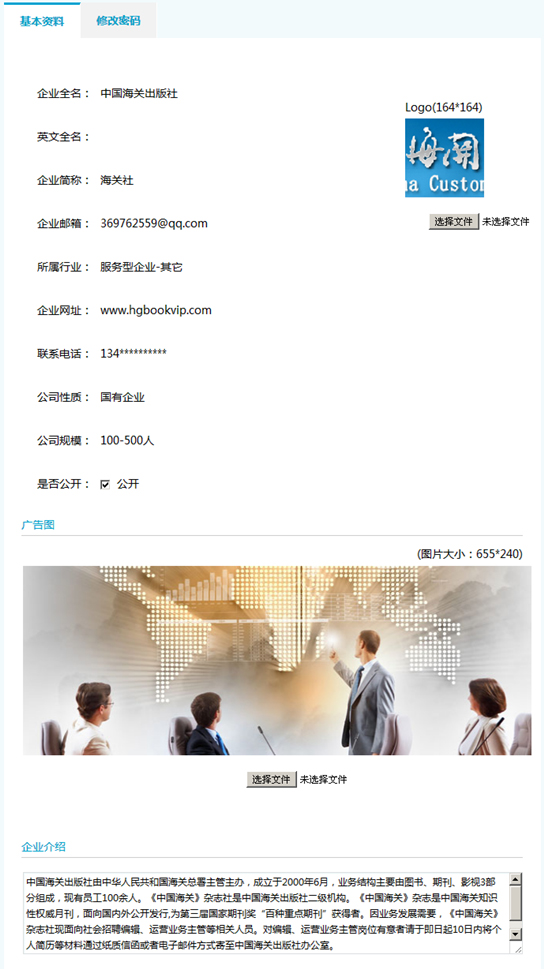 基本资料 修改密码
企业全名： 中国海关出版社
Logo(164*164)
海关
na Custom
英文全名：
企业简称： 海关社
企业邮箱： 369762559@qq.com
选择文件 未选择文件
所属行业： 服务型企业-其它
企业网址： www.hgbookvip.com
联系电话： 134**********
公司性质： 国有企业
公司规模： 100-500人
是否公开： 公开
广告图
(图片大小：655*240)
选择文件 未选择文件
企业介绍
中国海关出版社由中华人民共和国海关总署主管主办，成立于2000年6月，业务结构主要由图书、期刊、影视3部
分组成，现有员工100余人。《中国海关》杂志社是中国海关出版社二级机构。《中国海关》杂志是中国海关知识
性权威月刊，面向国内外公开发行,为第三届国家期刊奖“百种重点期刊”获得者。因业务发展需要，《中国海关》
杂志社现面向社会招聘编辑、运营业务主管等相关人员。对编辑、运营业务主管岗位有意者请于即日起10日内将个
人简历等材料通过纸质信函或者电子邮件方式寄至中国海关出版社办公室。